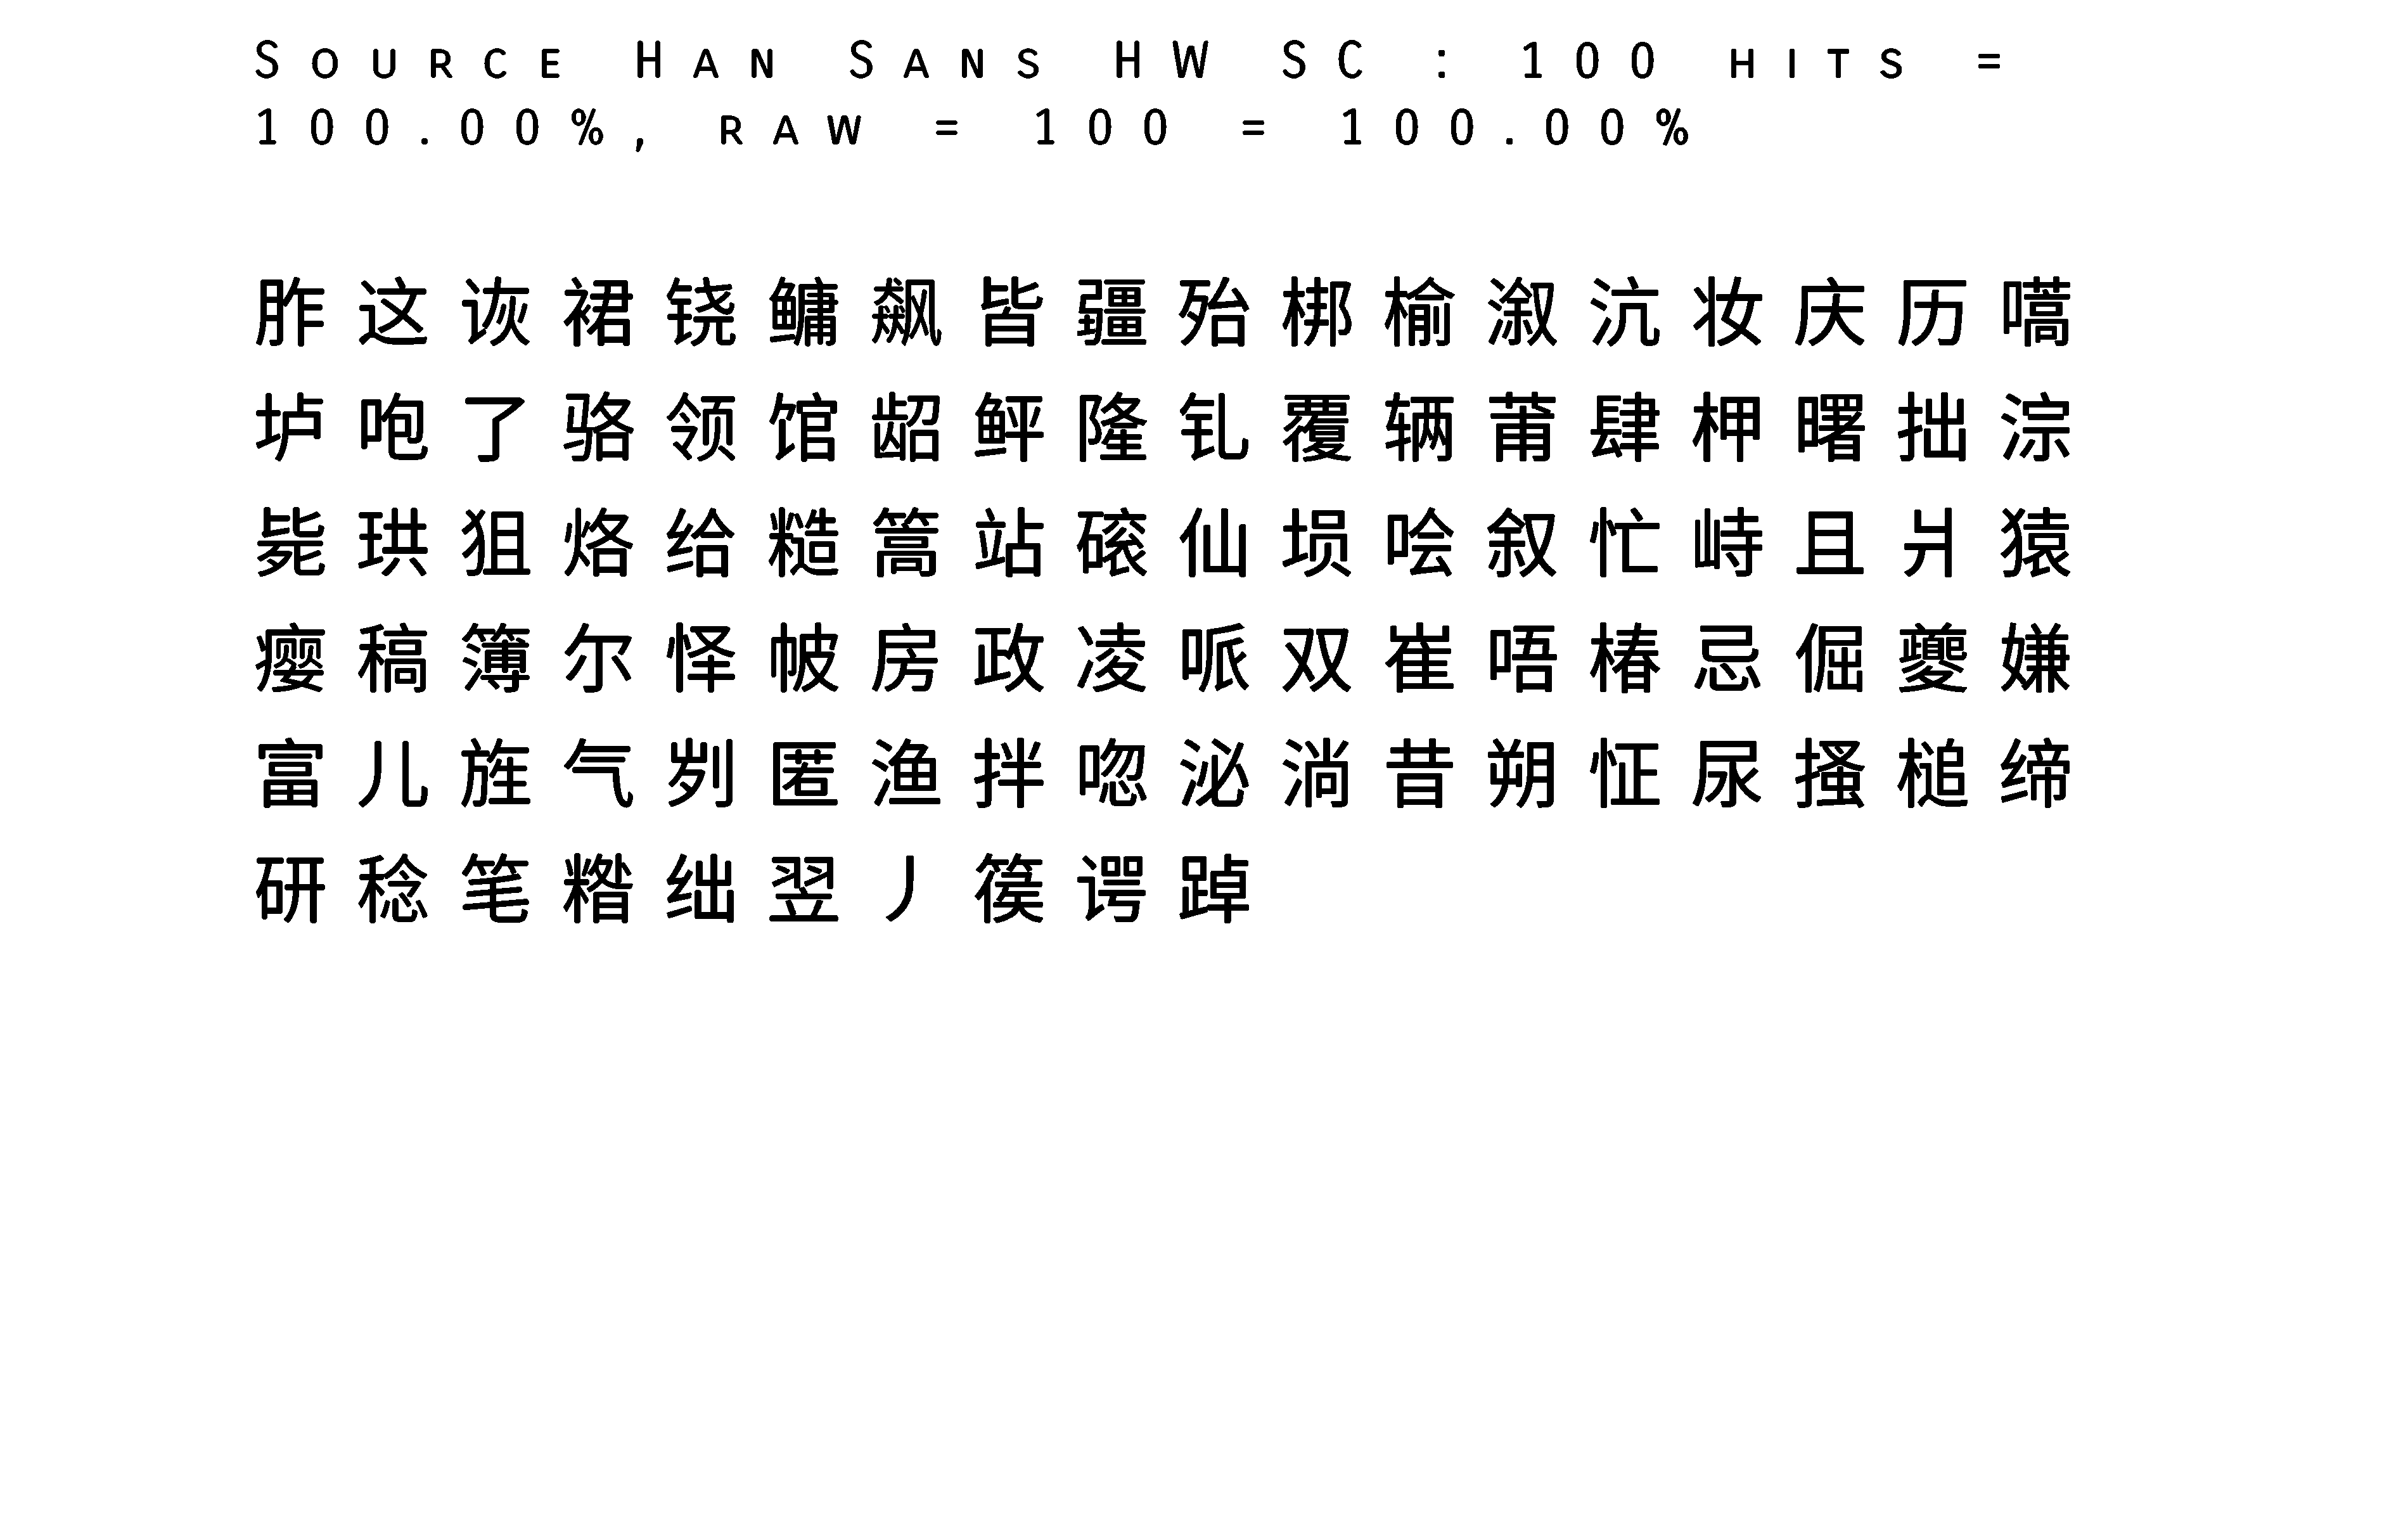 Source Han Sans HW SC : 100 hits =
100.00%, raw = 100 = 100.00%
胙这诙裙铙鳙飙皆疆殆梆榆溆沆妆庆历嚆
垆咆了骆领馆龆鲆隆钆覆辆莆肆柙曙拙淙
毙珙狙烙给糙篙站磙仙埙哙叙忙峙且爿猿
瘿稿簿尔怿帔房政凌哌双崔唔椿忌倔夔嫌
富儿旌气刿匿渔拌唿泌淌昔朔怔尿搔槌缔
研稔笔糌绌翌丿篌谔踔